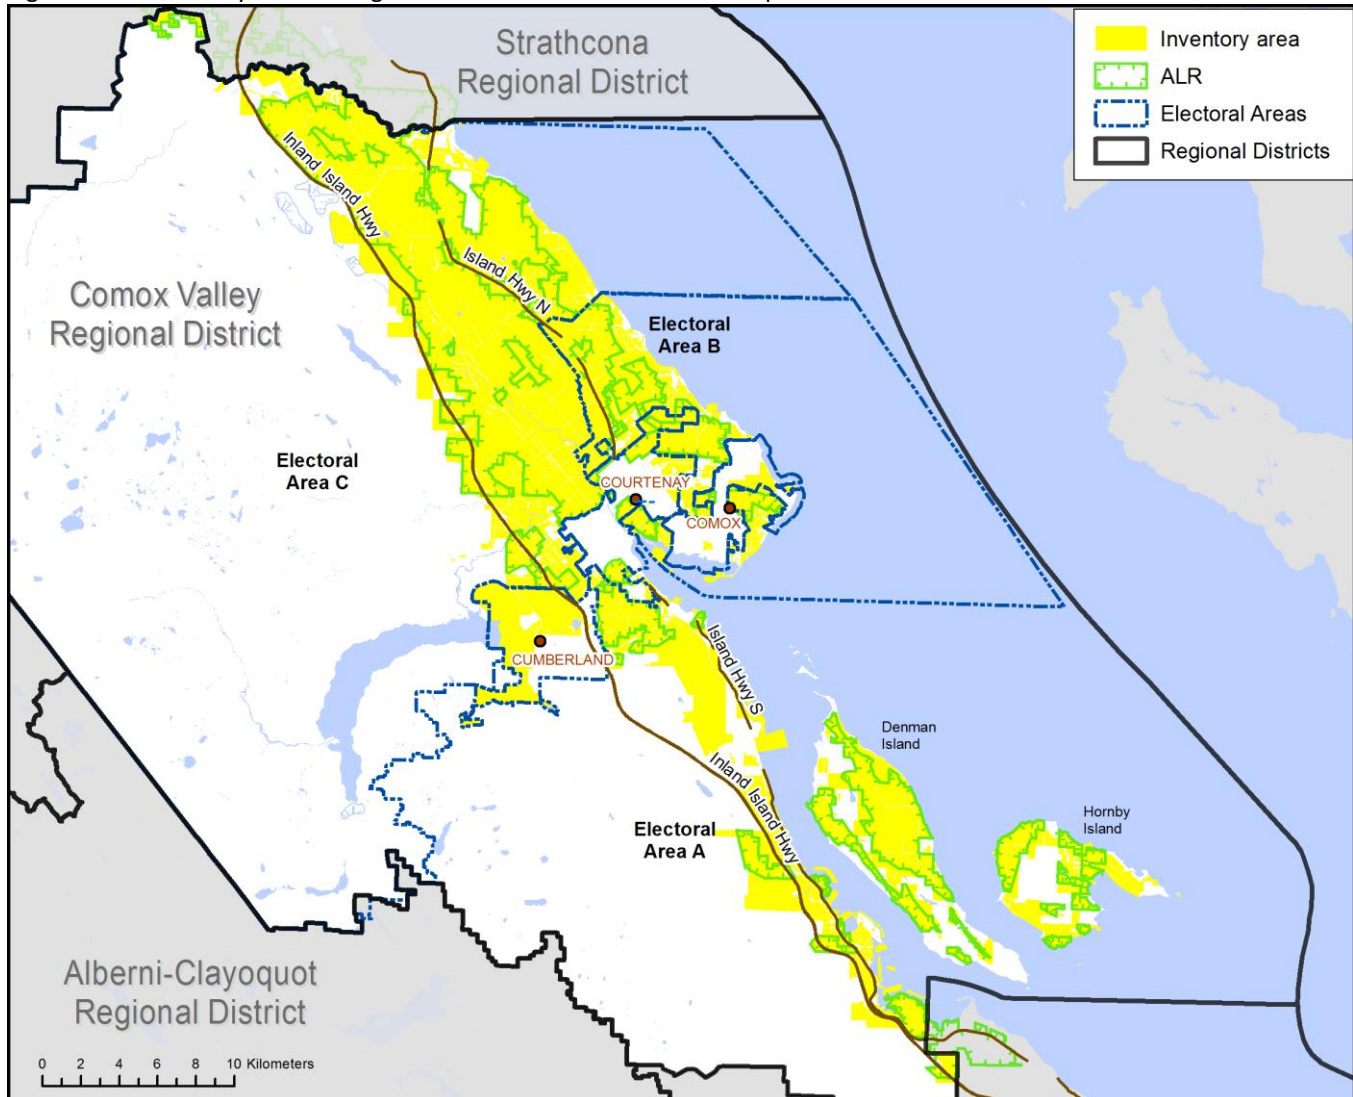 Strathcona
Regional District
Inventory area
ALR
Electoral Areas
Regional Districts
Inland Island Hwy
Island Hwy N
Comox Valley
Regional District
Electoral
Area B
Electoral
Area C
COURTENAY
COMOX
CUMBERLAND
Island Hwy S
Denman
Island
Inland Island Hwy
Hornby
Island
Electoral
Area A
Alberni-Clayoquot
Regional District
0 2 4 6 8 10 Kilometers